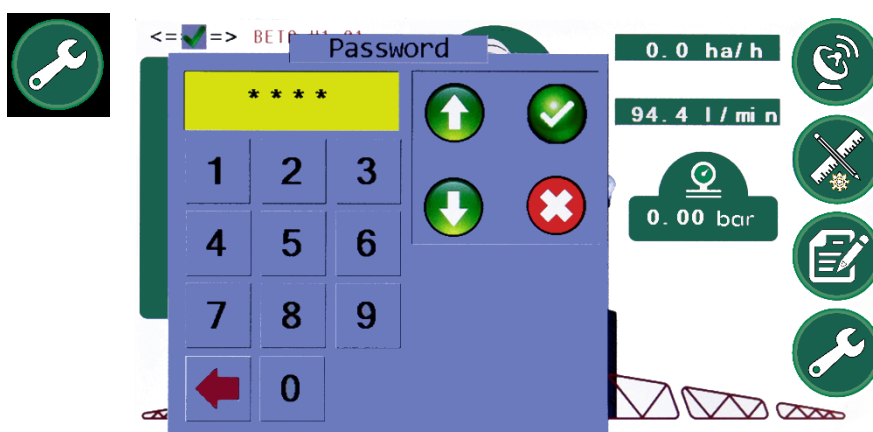 <= => BET
Password
0.0 ha/h
****
94.4 l/min
1 2 3
0.00 bar
4 5 6
7 8 9
0